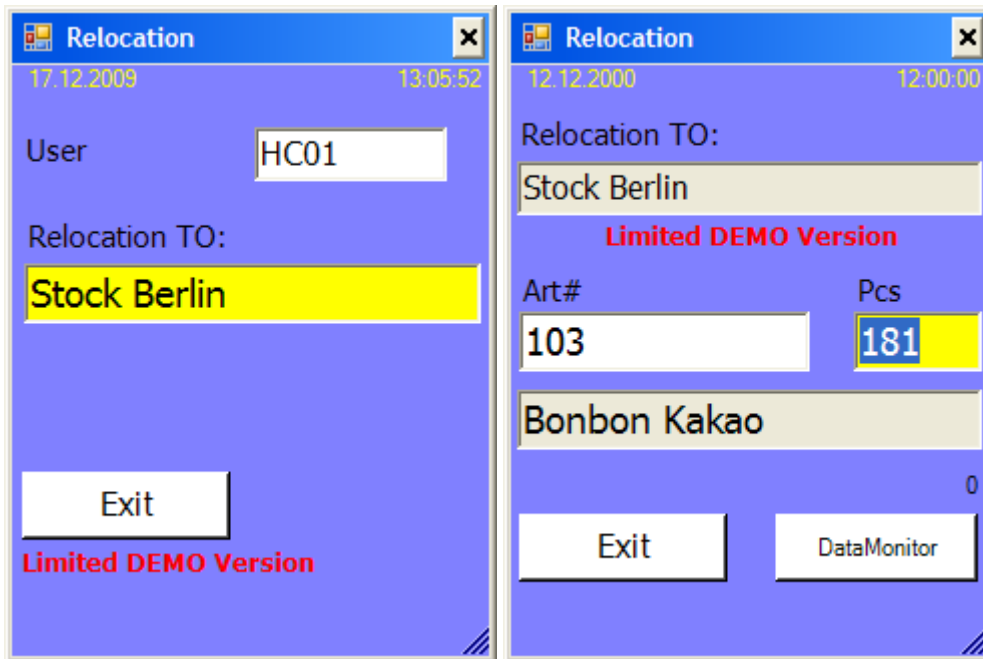 Relocation
17.12.2009 13:05:52
User HC01
Relocation TO:
Stock Berlin
Exit
Limited DEMO Version
Relocation
12.12.2000 12:00:00
Relocation TO:
Stock Berlin
Limited DEMO Version
Art# Pcs
103 181
Bonbon Kakao
0
Exit DataMonitor